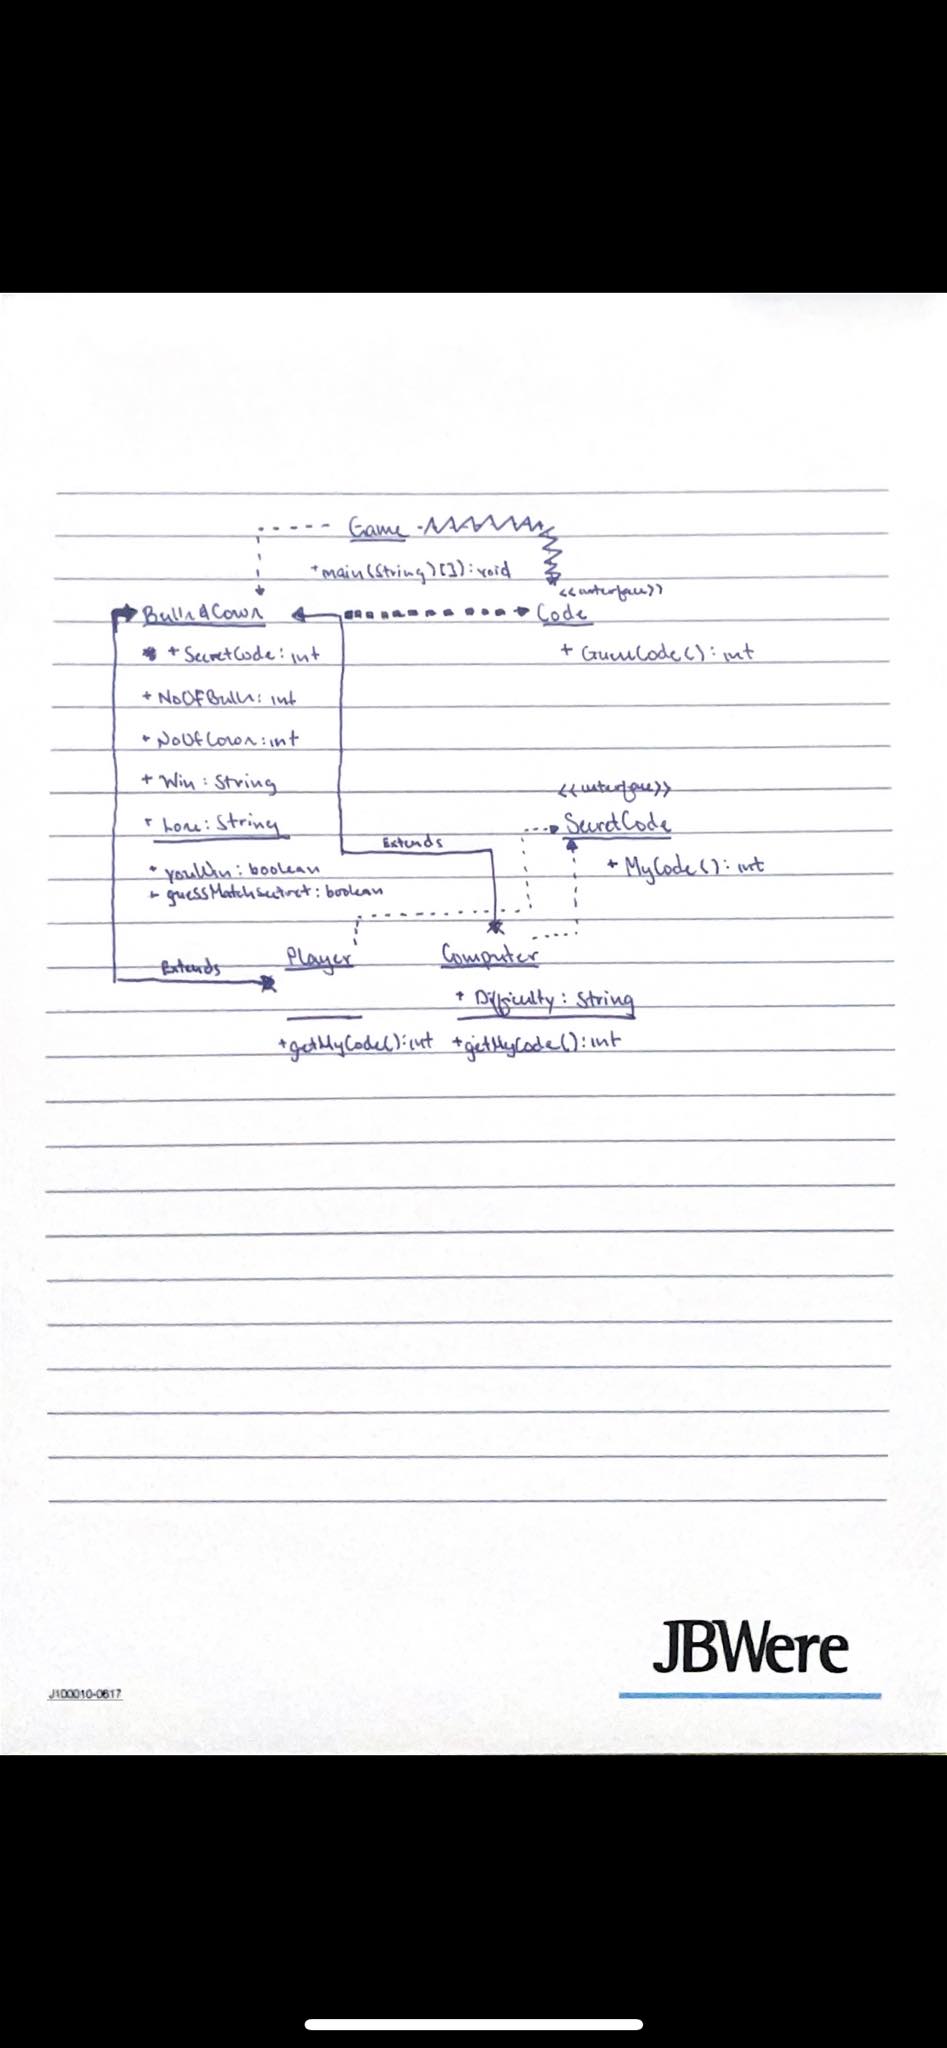 Game
+main(String)[]):void
<<interface>>
Bulls&Cows
Code
+ SecretCode: int
+ GuessCode(): int
+ NoOfBulls: int
+ NoOfCows: int
+ Win: String
<<interface>>
+ Lose: String
SecretCode
Extends
+ MyCode(): int
+ youWin: boolean
+ guessMatchSectret: boolean
Player
Computer
Extends
+ Difficulty: String
+getMyCode():int
+getMyCode():int
JBWere
J100010-0617